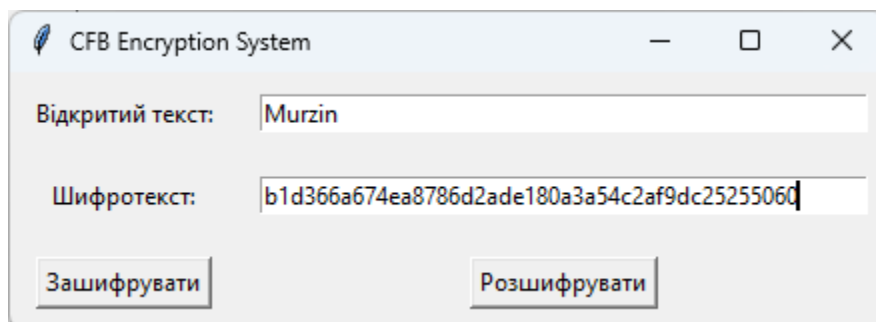 CFB Encryption System
Відкритий текст: Murzin
Шифротекст: b1d366a674ea8786d2ade180a3a54c2af9dc25255060
Зашифрувати Розшифрувати